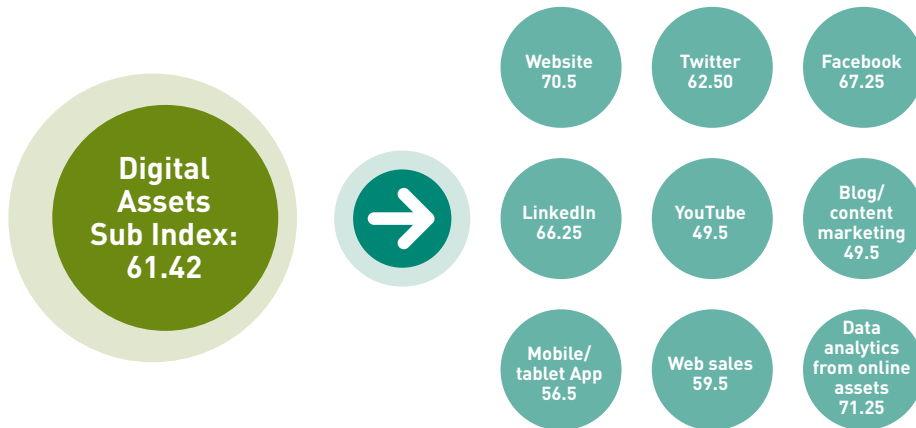 Digital
Assets
Sub Index:
61.42
Website
70.5
Twitter
62.50
Facebook
67.25
LinkedIn
66.25
YouTube
49.5
Blog/
content
marketing
49.5
Mobile/
tablet App
56.5
Web sales
59.5
Data
analytics
from online
assets
71.25